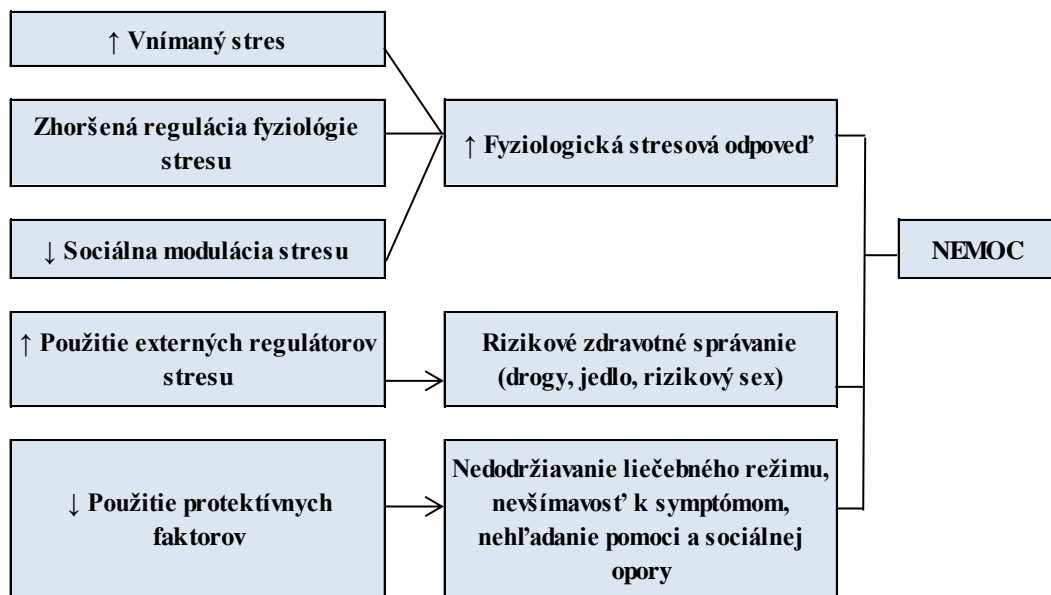 ↑ Vnímaný stres
Zhoršená regulácia fyziológie
stresu
↓ Sociálna modulácia stresu
↑ Použitie externých regulátorov
stresu
↓ Použitie protektívnych
faktorov
↑ Fyziologická stresová odpoveď
Rizikové zdravotné správanie
(drogy, jedlo, rizikový sex)
Nedodržiavanie liečebného režimu,
nevšímavosť k symptómom,
nehľadanie pomoci a sociálnej
opory
NEMOC